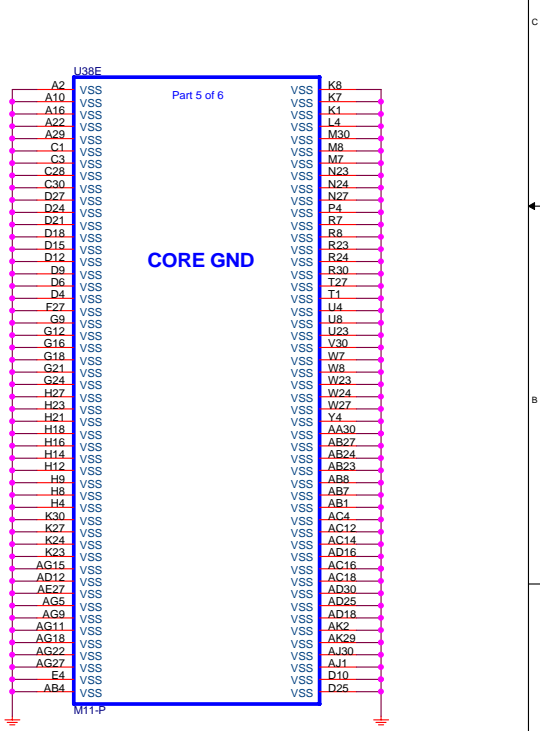 C
U38E
A2 VSS Part 5 of 6 VSS K8
A10 VSS VSS K7
A16 VSS VSS K1
A22 VSS VSS L4
A29 VSS VSS M30
C1 VSS VSS M8
C3 VSS VSS M7
C28 VSS VSS N23
C30 VSS VSS N24
D27 VSS VSS N27
D24 VSS VSS P4
D21 VSS VSS R7
D18 VSS VSS R8
D15 VSS VSS R23
D12 VSS CORE GND VSS R24
D9 VSS VSS R30
D6 VSS VSS T27
D4 VSS VSS T1
F27 VSS VSS U4
G9 VSS VSS U8
G12 VSS VSS U23
G16 VSS VSS V30
G18 VSS VSS W7
G21 VSS VSS W8
G24 VSS VSS W23
H27 VSS VSS W24
H23 VSS VSS W27
H21 VSS VSS Y4
H18 VSS VSS AA30
H16 VSS VSS AB27
H14 VSS VSS AB24
H12 VSS VSS AB23
H9 VSS VSS AB8
H8 VSS VSS AB7
H4 VSS VSS AB1
K30 VSS VSS AC4
K27 VSS VSS AC12
K24 VSS VSS AC14
K23 VSS VSS AD16
AG15 VSS VSS AC16
AD12 VSS VSS AC18
AE27 VSS VSS AD30
AG5 VSS VSS AD25
AG9 VSS VSS AD18
AG11 VSS VSS AK2
AG18 VSS VSS AK29
AG22 VSS VSS AJ30
AG27 VSS VSS AJ1
E4 VSS VSS D10
AB4 VSS VSS D25
M11-P
B